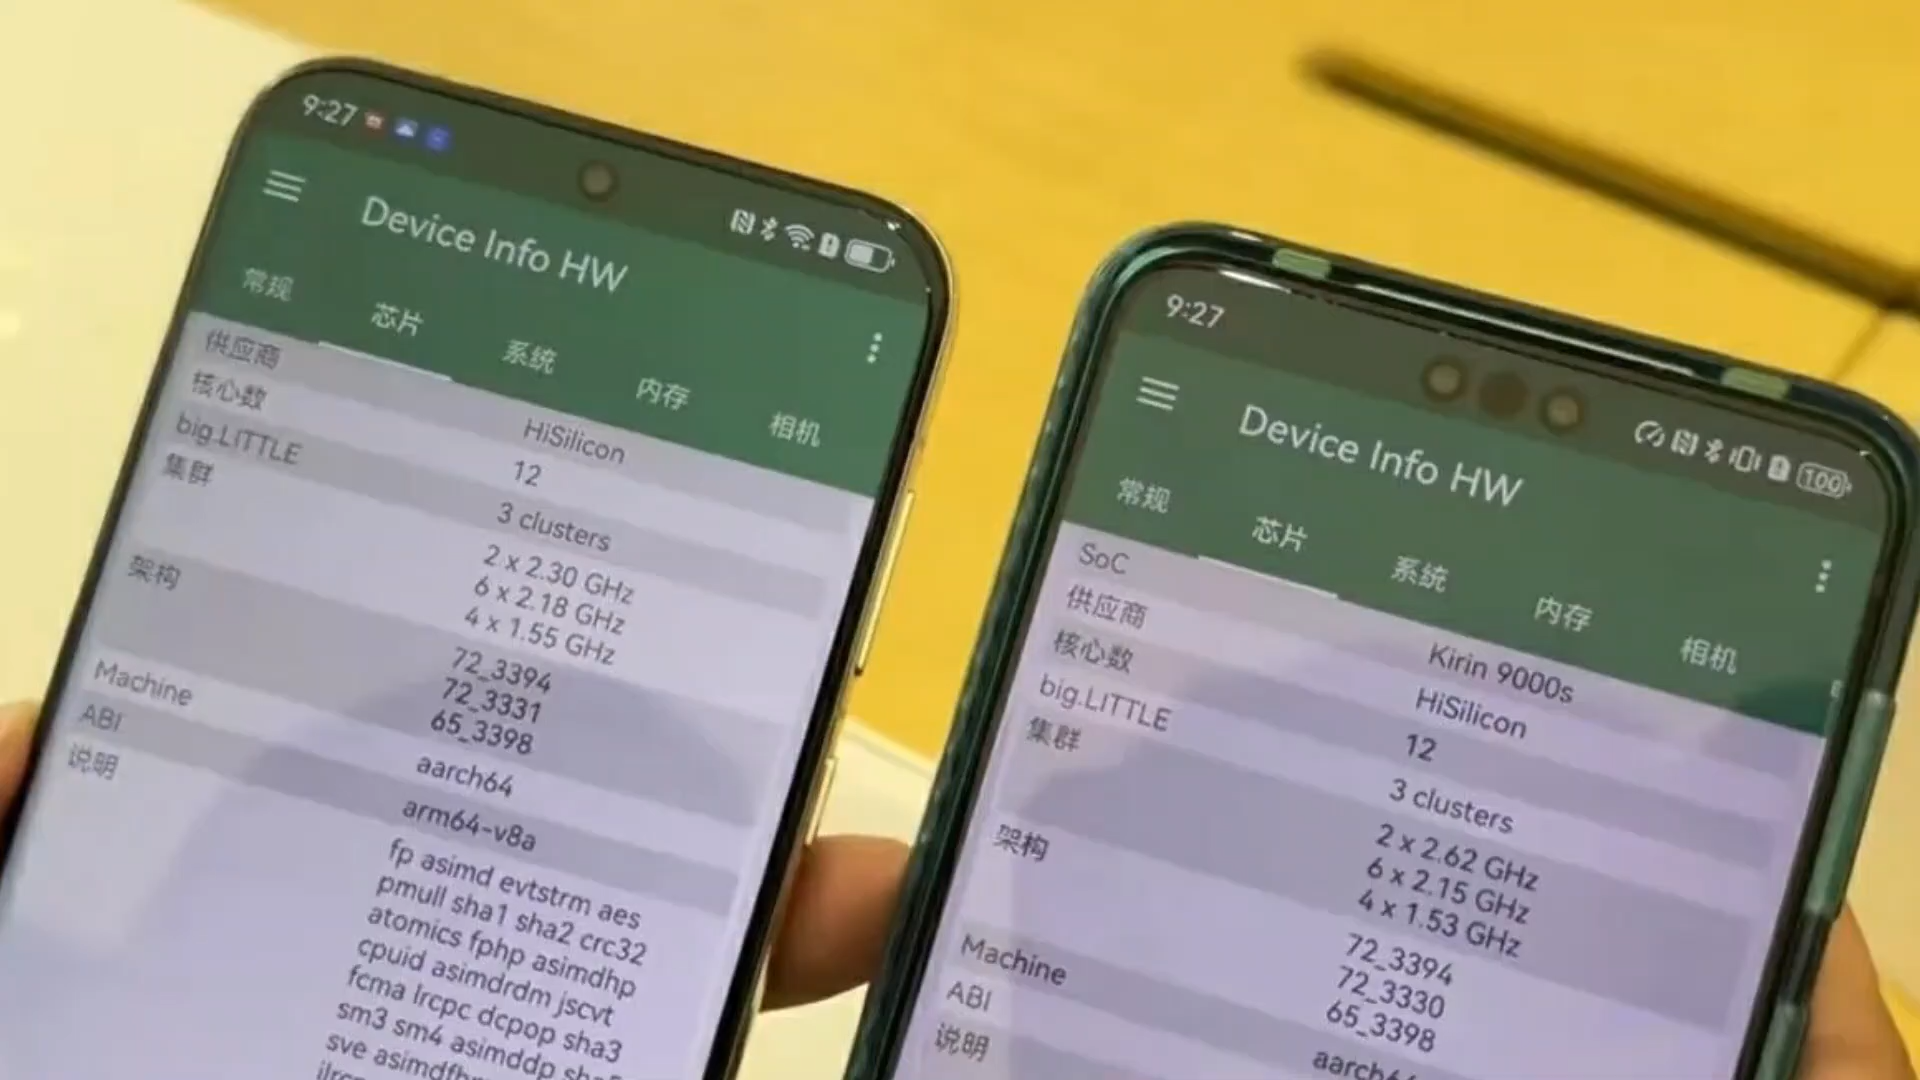 9:27
Device Info HW
常规
芯片
系统
内存
相机
供应商
HiSilicon
核心数
12
big.LITTLE
3 clusters
集群
2 x 2.30 GHz
6 x 2.18 GHz
4 x 1.55 GHz
架构
72_3394
72_3331
65_3398
Machine
aarch64
ABI
arm64-v8a
说明
fp asimd evtstrm aes
pmull sha1 sha2 crc32
atomics fphp asimdhp
cpuid asimdrdm jscvt
fcma lrcpc dcpop sha3
sm3 sm4 asimddp
sve
9:27
100
Device Info HW
常规
芯片
系统
内存
相机
SoC
Kirin 9000s
供应商
HiSilicon
核心数
12
big.LITTLE
3 clusters
集群
2 x 2.62 GHz
6 x 2.15 GHz
4 x 1.53 GHz
架构
72_3394
72_3330
65_3398
Machine
aarch64
ABI
说明